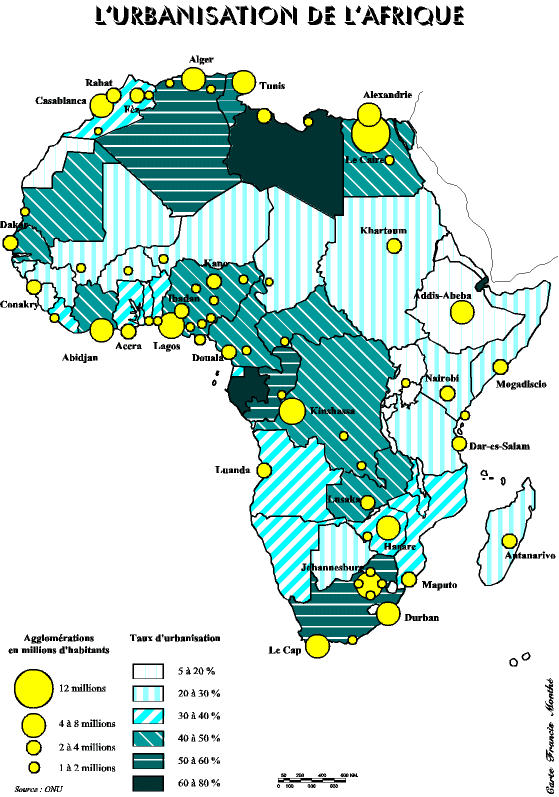 L'URBANISATION DE L'AFRIQUE
Alger
Tunis
Rabat
Casablanca
Fès
Alexandrie
Le Caire
Dakar
Khartoum
Kano
Addis-Abeba
Conakry
Ibadan
Abidjan
Accra
Lagos
Douala
Nairobi
Mogadiscio
Kinshassa
Dar-es-Salam
Luanda
Lusaka
Harare
Antanarivo
Johannesburg
Maputo
Durban
Le Cap
Agglomérations
en millions d'habitants
12 millions
4 à 8 millions
2 à 4 millions
1 à 2 millions
Source : ONU
Taux d'urbanisation
5 à 20 %
20 à 30 %
30 à 40 %
40 à 50 %
50 à 60 %
60 à 80 %
Carte Francis Monthé